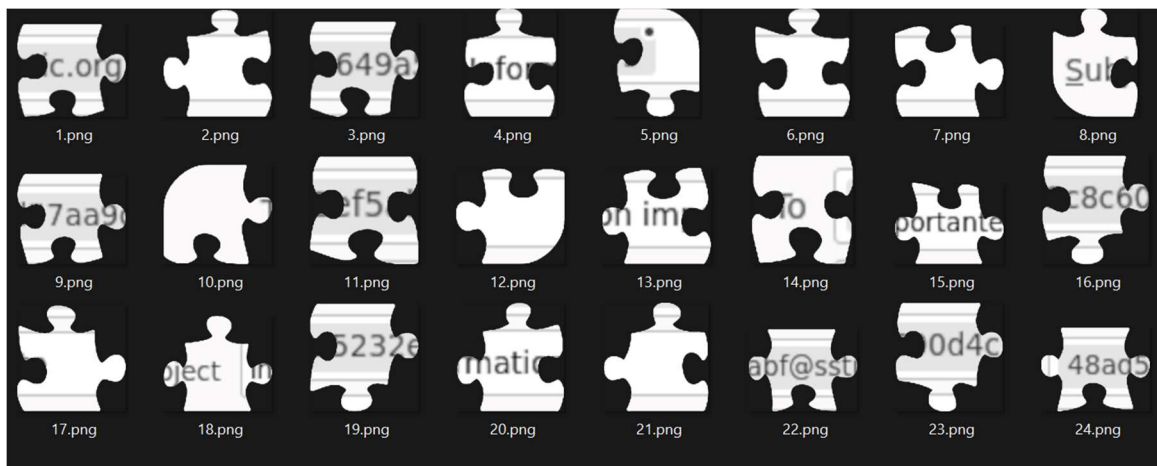 ic.org 649a nfor Sub
1.png 2.png 3.png 4.png 5.png 6.png 7.png 8.png
7aa9 ef5 on im To portante c8c60
9.png 10.png 11.png 12.png 13.png 14.png 15.png 16.png
bject in 5232e matic abf@sst 0d4c 48ad5
17.png 18.png 19.png 20.png 21.png 22.png 23.png 24.png